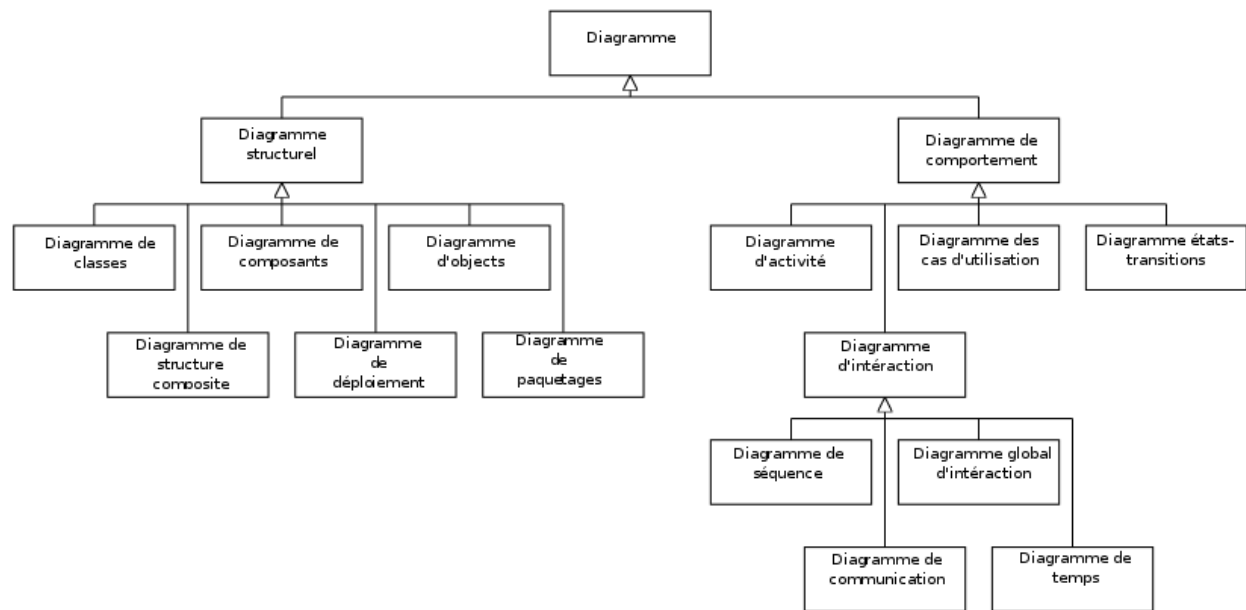 Diagramme
Diagramme
structurel
Diagramme de
comportement
Diagramme de
classes
Diagramme de
composants
Diagramme
d'objects
Diagramme
d'activité
Diagramme des
cas d'utilisation
Diagramme états-
transitions
Diagramme de
structure
composite
Diagramme
de
déploiement
Diagramme
de
paquetages
Diagramme
d'intéraction
Diagramme de
séquence
Diagramme global
d'intéraction
Diagramme de
communication
Diagramme de
temps